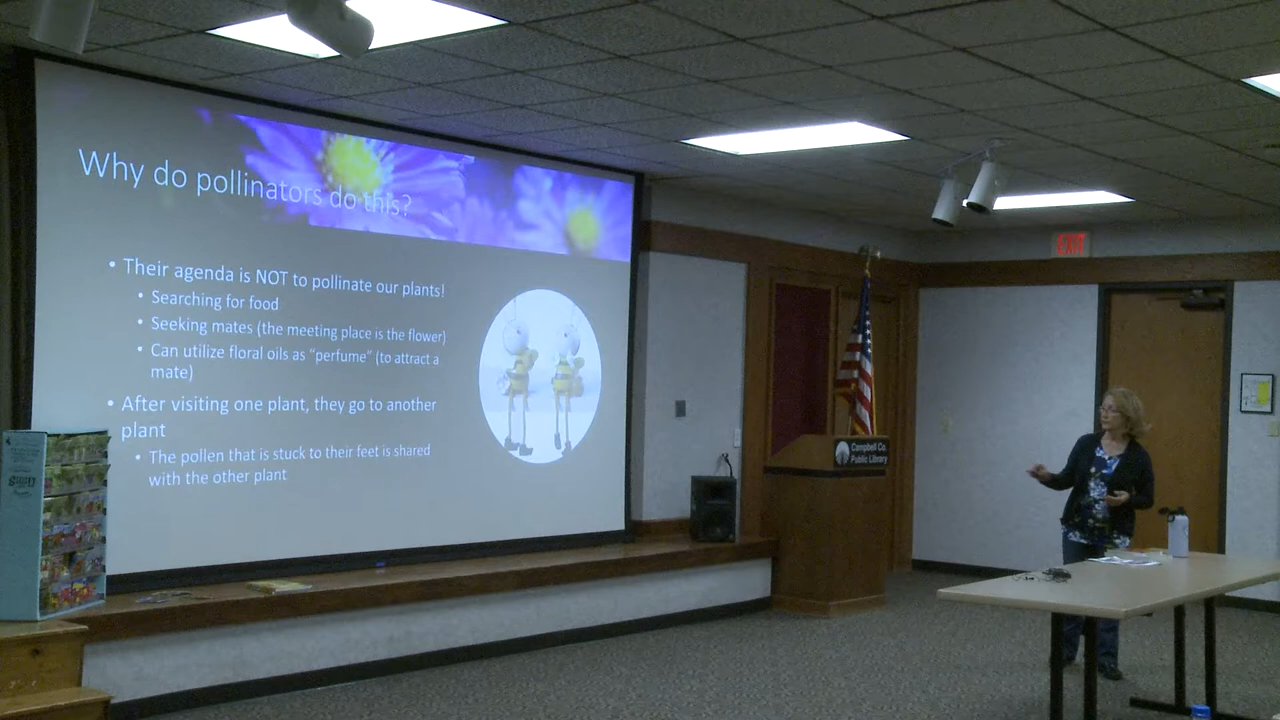 Why do pollinators do this?
• Their agenda is NOT to pollinate our plants!
• Searching for food
• Seeking mates (the meeting place is the flower)
• Can utilize floral oils as “perfume” (to attract a
mate)
• After visiting one plant, they go to another
plant
• The pollen that is stuck to their feet is shared
with the other plant
EXIT
Campbell Co.
Public Library